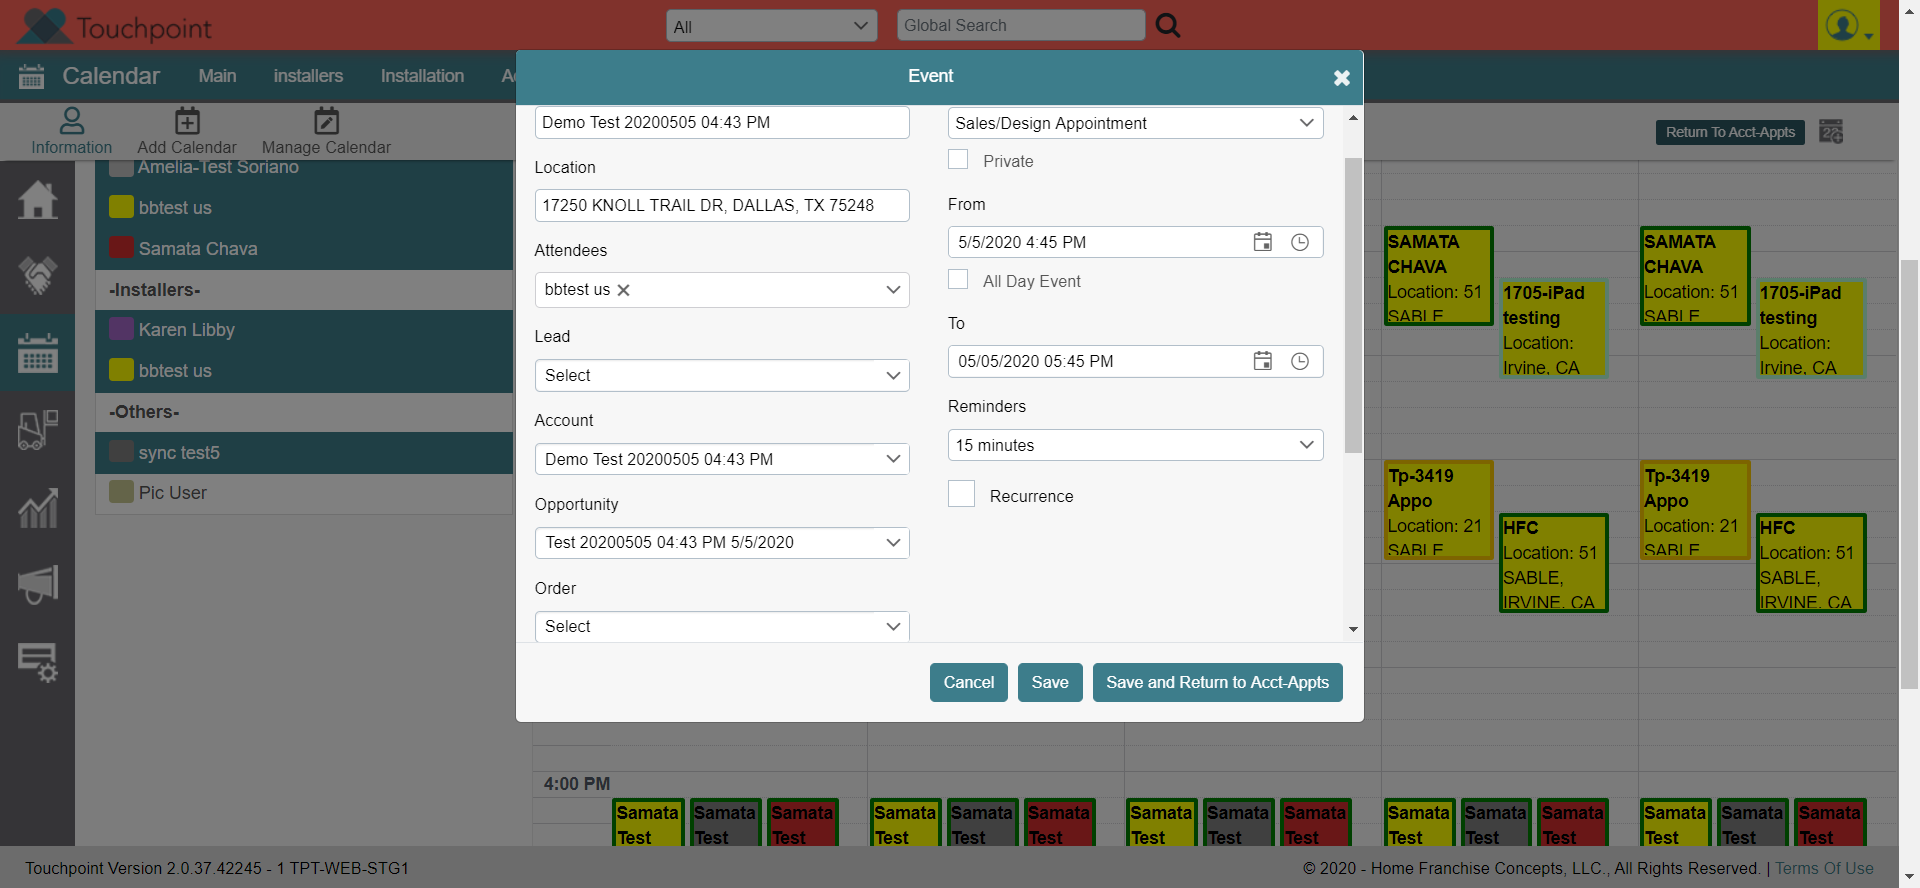 Touchpoint
All
Global Search
Calendar
Main
installers
Installation
Event
Information
Add Calendar
Manage Calendar
Return To Acct-Appts
Amelia-Test Soriano
bbtest us
Samata Chava
-Installers-
Karen Libby
bbtest us
-Others-
sync test5
Pic User
Demo Test 20200505 04:43 PM
Location
17250 KNOLL TRAIL DR, DALLAS, TX 75248
Attendees
bbtest us
Lead
Select
Account
Demo Test 20200505 04:43 PM
Opportunity
Test 20200505 04:43 PM 5/5/2020
Order
Select
Sales/Design Appointment
Private
From
5/5/2020 4:45 PM
All Day Event
To
05/05/2020 05:45 PM
Reminders
15 minutes
Recurrence
Cancel
Save
Save and Return to Acct-Appts
SAMATA
CHAVA
Location: 51
SABLE
1705-iPad
testing
Location:
Irvine, CA
SAMATA
CHAVA
Location: 51
SABLE
1705-iPad
testing
Location:
Irvine, CA
Tp-3419
Appo
Location: 21
SABLE
HFC
Location: 51
SABLE,
IRVINE, CA
Tp-3419
Appo
Location: 21
SABLE
HFC
Location: 51
SABLE,
IRVINE, CA
4:00 PM
Samata
Test
Samata
Test
Samata
Test
Samata
Test
Samata
Test
Samata
Test
Samata
Test
Samata
Test
Samata
Test
Samata
Test
Samata
Test
Samata
Test
Samata
Test
Samata
Test
Samata
Test
Touchpoint Version 2.0.37.42245 - 1 TPT-WEB-STG1
© 2020 - Home Franchise Concepts, LLC., All Rights Reserved. | Terms Of Use